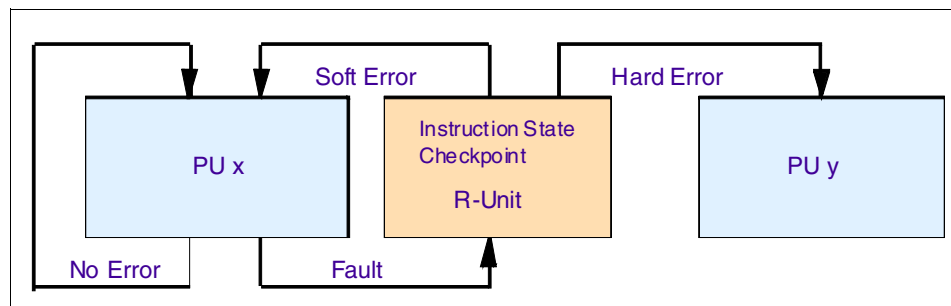 Soft Error
Hard Error
PU x
Instruction State
Checkpoint
R-Unit
PU y
No Error
Fault